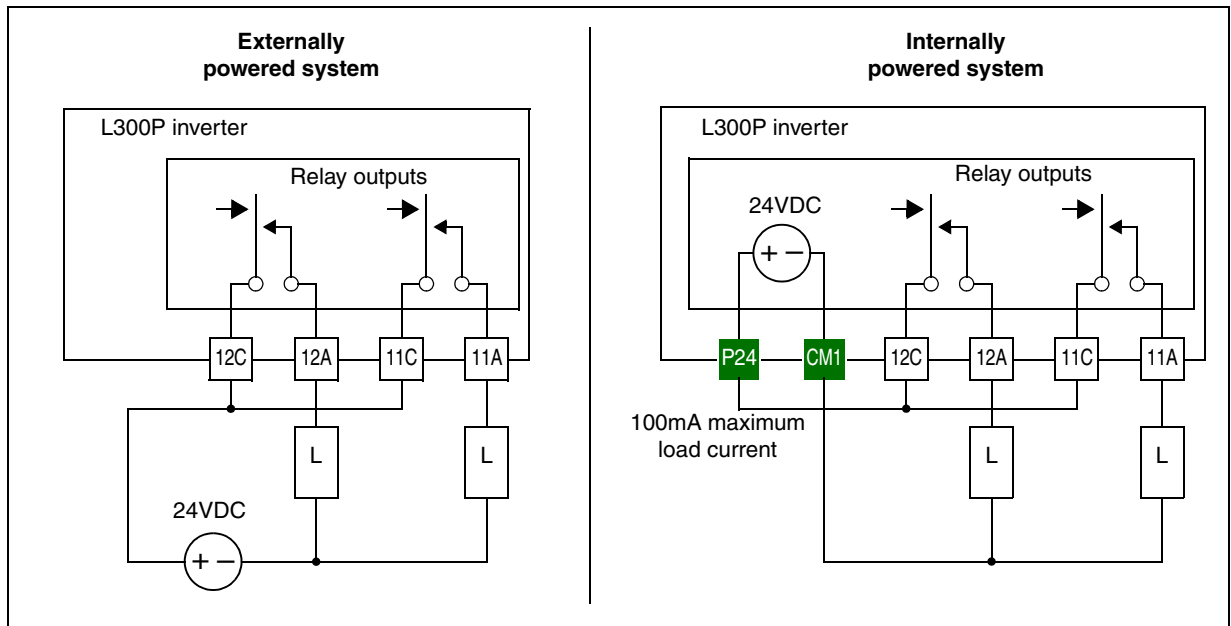 Externally
powered system
L300P inverter
Relay outputs
12C 12A 11C 11A
L L
24VDC
+ −
Internally
powered system
L300P inverter
Relay outputs
24VDC
+ −
P24 CM1 12C 12A 11C 11A
100mA maximum
load current
L L